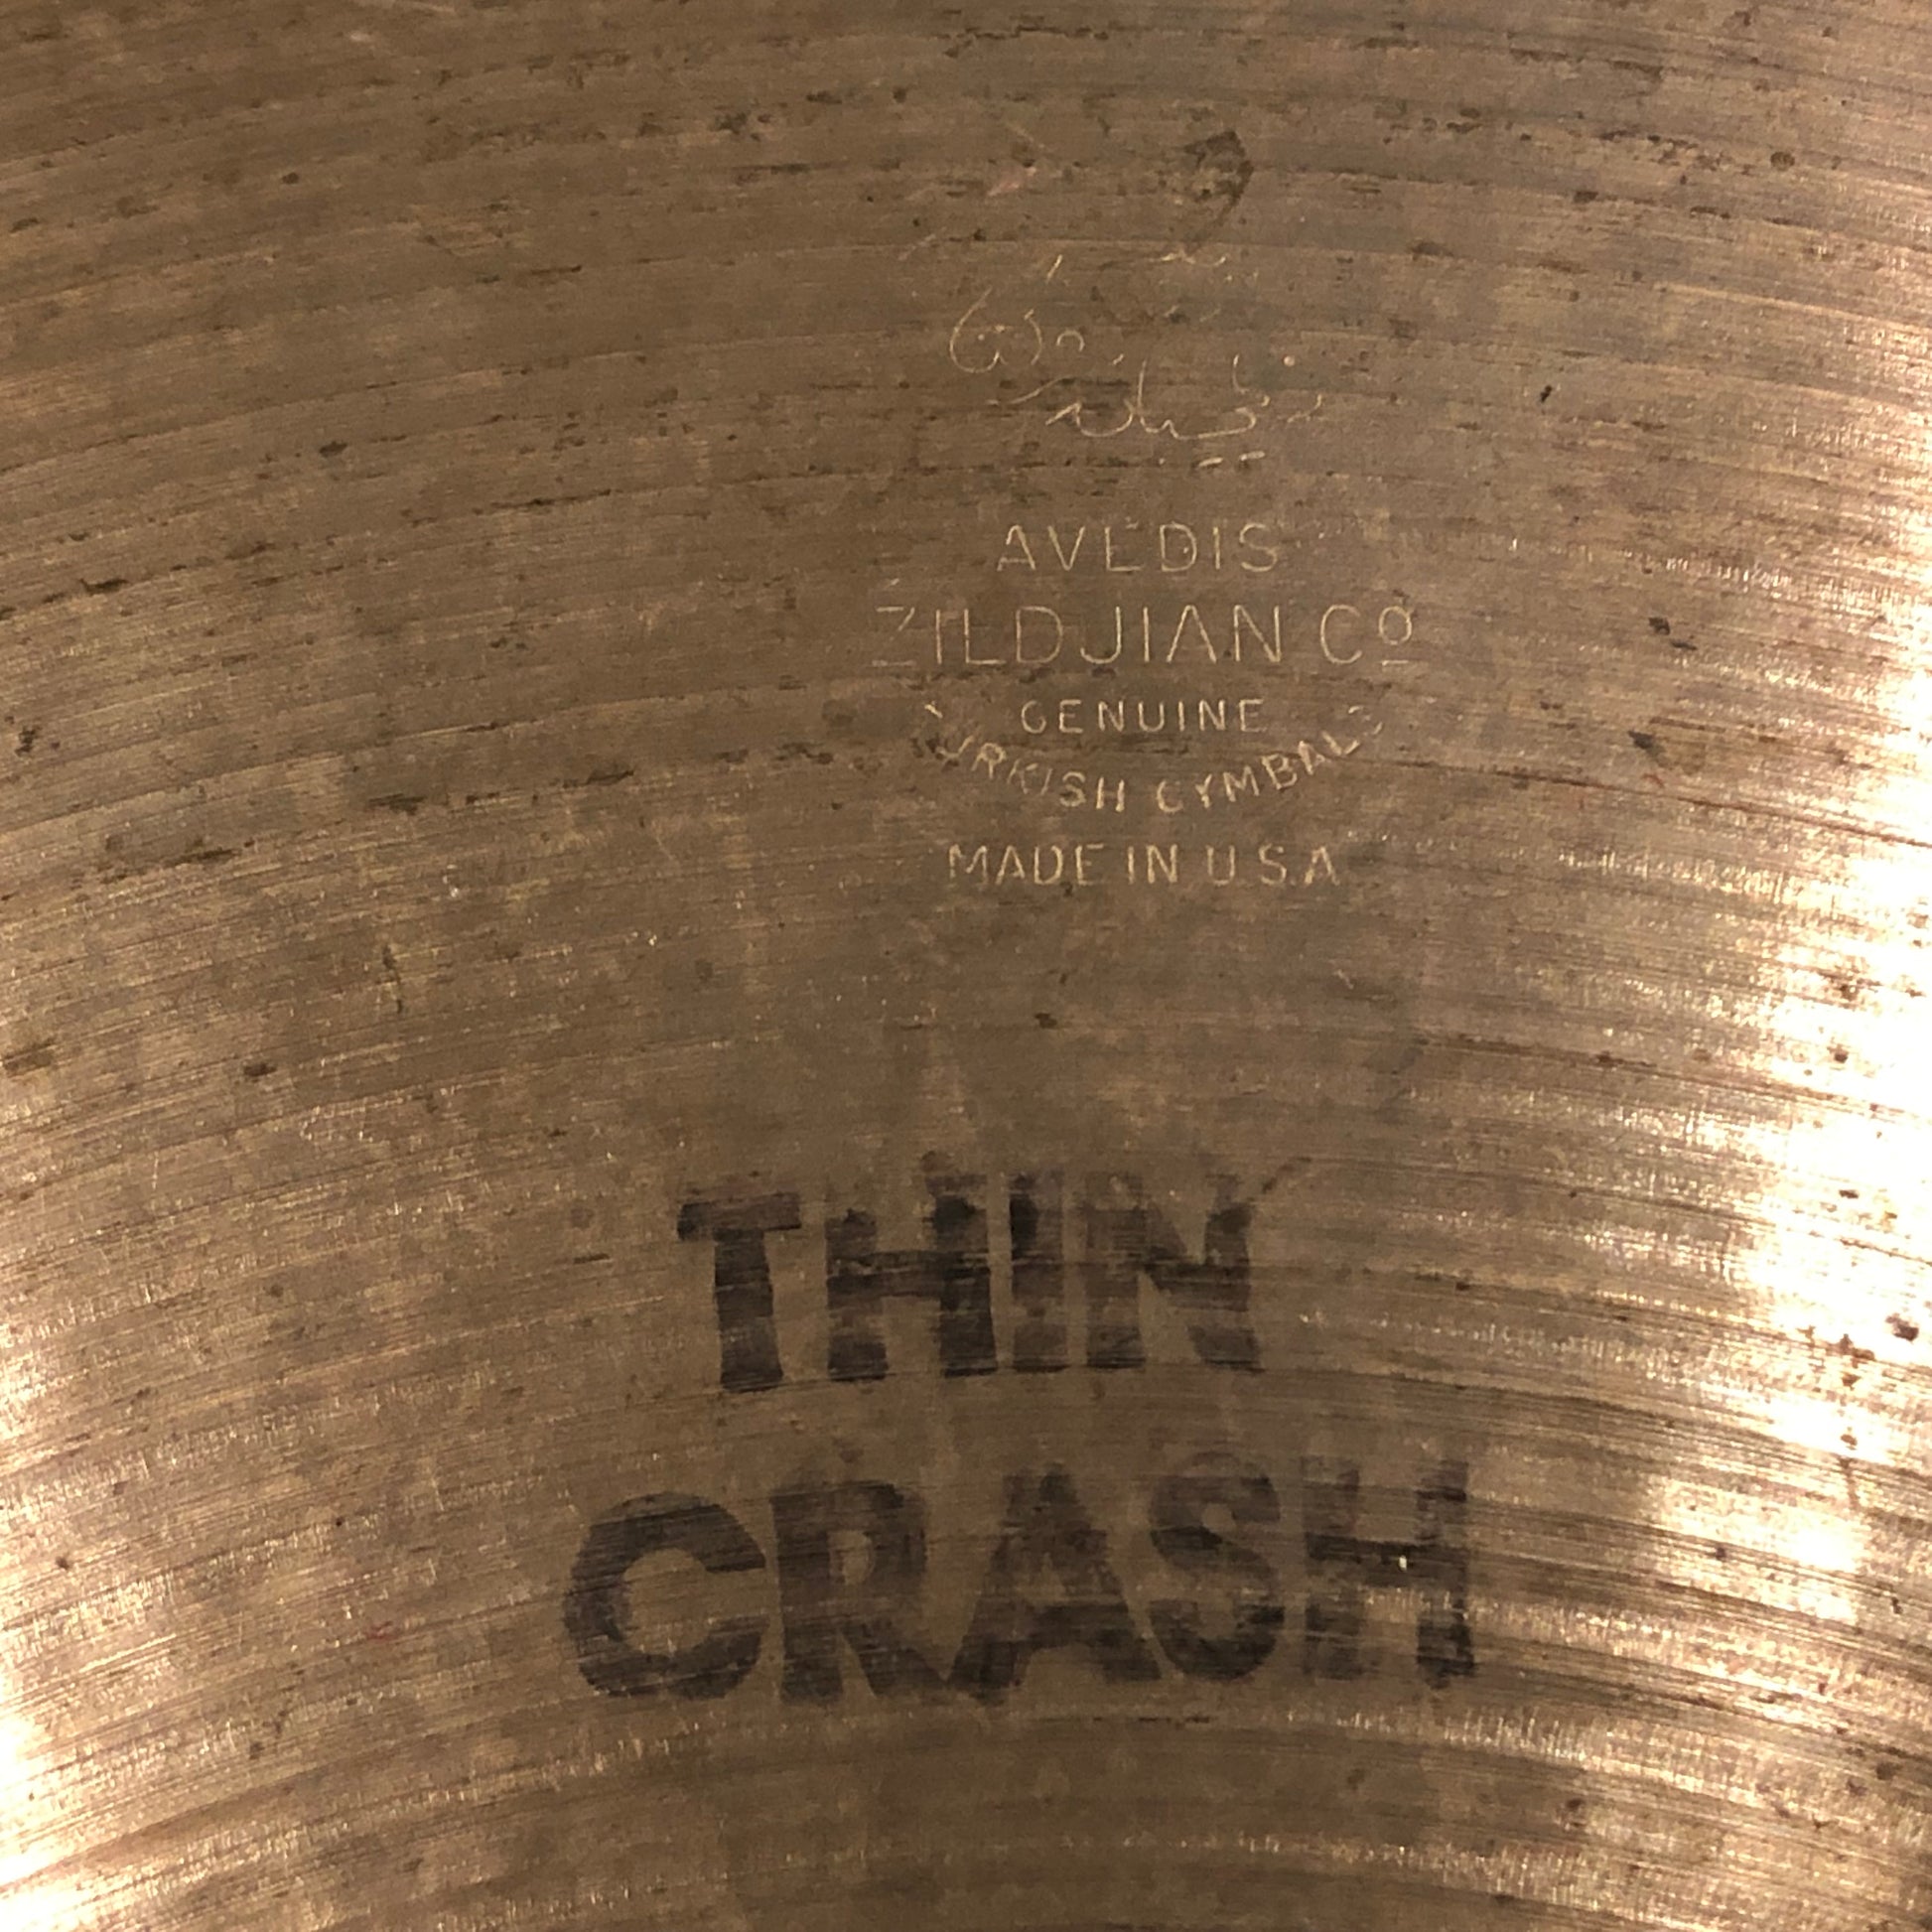 AVEDIS
ZILDJIAN Co
GENUINE
TURKISH CYMBALS
MADE IN U.S.A
THIN
CRASH